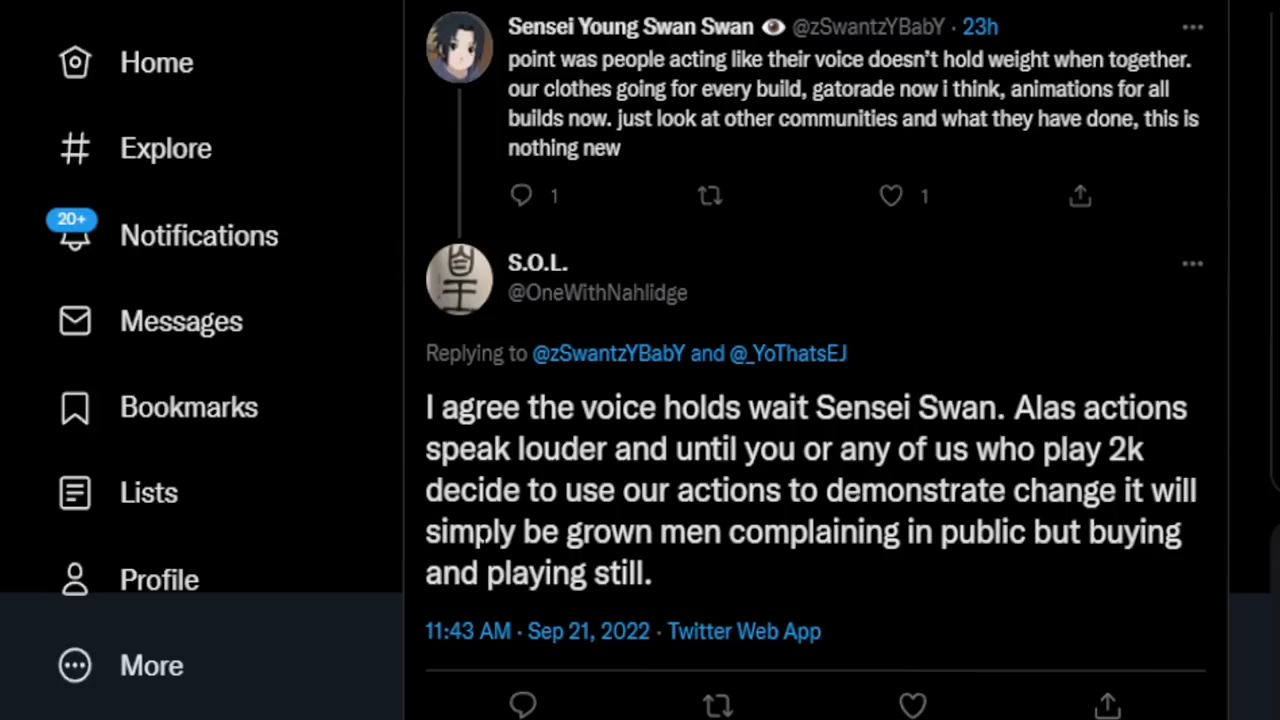 Home
Explore
20+
Notifications
Messages
Bookmarks
Lists
Profile
More
Sensei Young Swan Swan 👁 @zSwantzYBabY · 23h
point was people acting like their voice doesn't hold weight when together.
our clothes going for every build, gatorade now i think, animations for all
builds now. just look at other communities and what they have done, this is
nothing new
1 1
S.O.L.
@OneWithNahlidge
Replying to @zSwantzYBabY and @_YoThatsEJ
I agree the voice holds wait Sensei Swan. Alas actions
speak louder and until you or any of us who play 2k
decide to use our actions to demonstrate change it will
simply be grown men complaining in public but buying
and playing still.
11:43 AM · Sep 21, 2022 · Twitter Web App